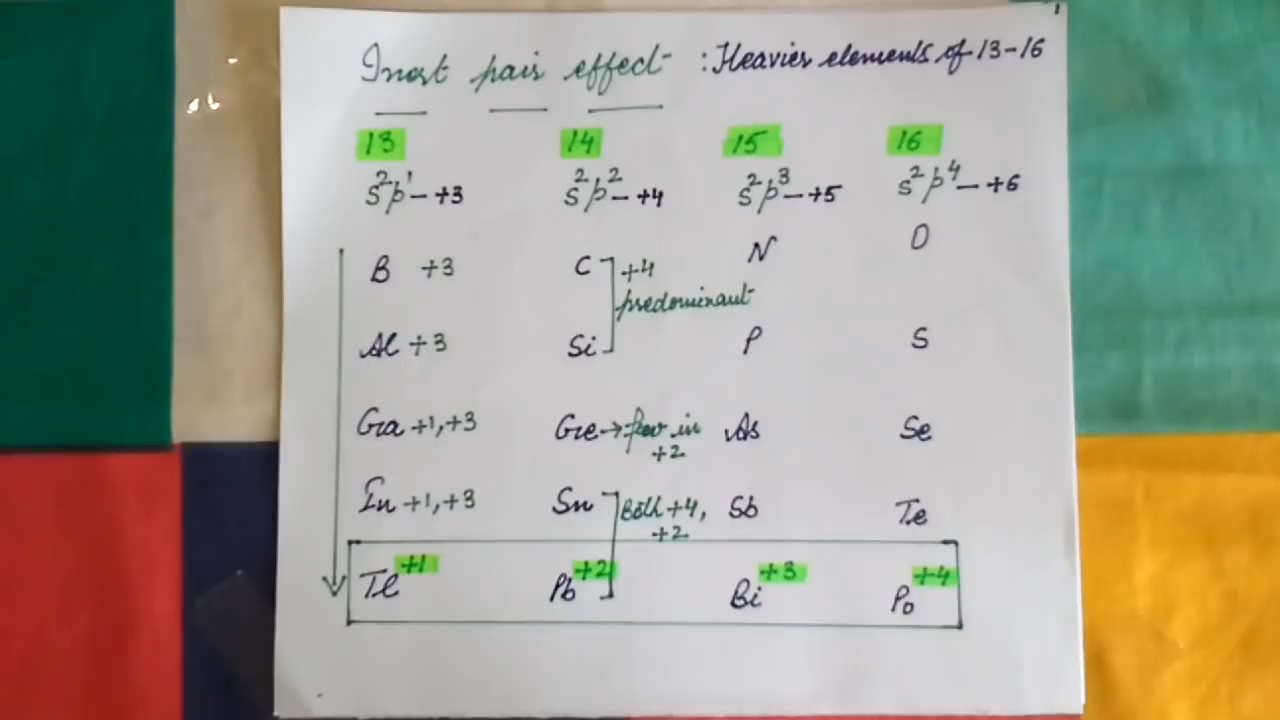 Inert pair effect : Heavier elements of 13-16
13 14 15 16
s²p¹ – +3 s²p² – +4 s²p³ – +5 s²p⁴ – +6
B +3 C +4 predominant N O
Al +3 Si P S
Ga +1,+3 Ge → few in +2 As Se
In +1,+3 Sn Both +4, +2 Sb Te
Tl +1 Pb +2 Bi +3 Po +4